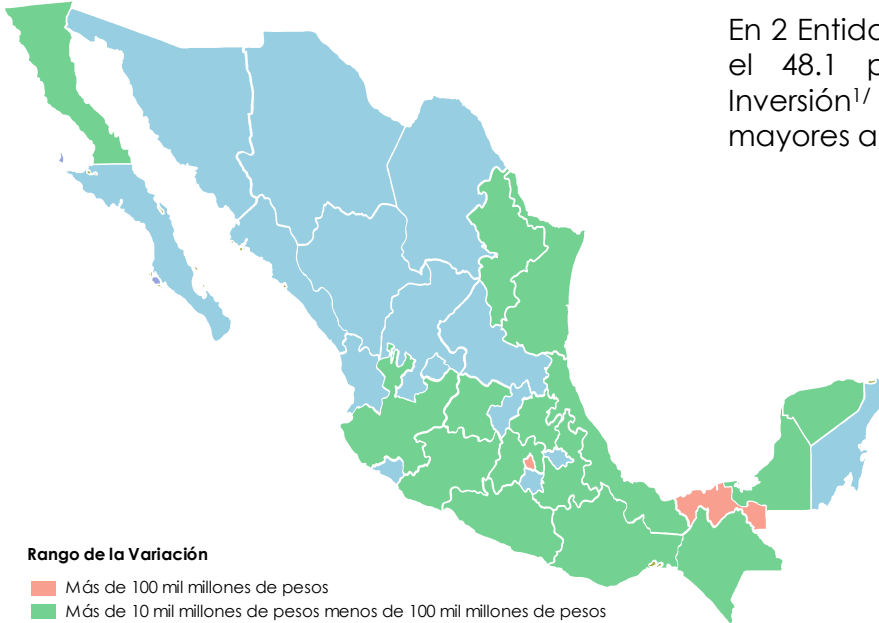 En 2 Entid
el 48.1 p
Inversión1/
mayores a
Rango de la Variación
Más de 100 mil millones de pesos
Más de 10 mil millones de pesos menos de 100 mil millones de pesos